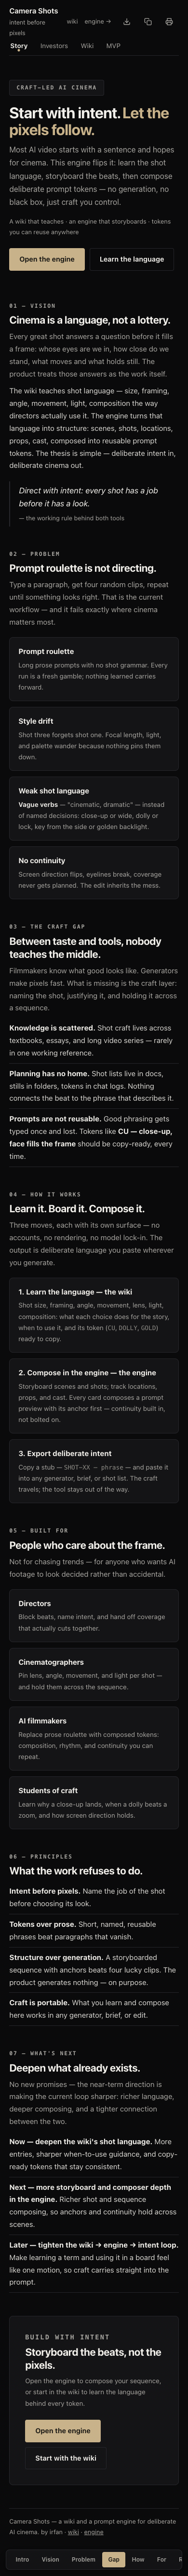 Camera Shots
intent before
pixels
wiki engine →
Story Investors Wiki MVP
CRAFT-LED AI CINEMA
Start with intent. Let the
pixels follow.
Most AI video starts with a sentence and hopes
for cinema. This engine flips it: learn the shot
language, storyboard the beats, then compose
deliberate prompt tokens — no generation, no
black box, just craft you control.
A wiki that teaches · an engine that storyboards · tokens
you can reuse anywhere
Open the engine
Learn the language
01 — VISION
Cinema is a language, not a lottery.
Every great shot answers a question before it fills
a frame: whose eyes are we in, how close do we
stand, what moves and what holds still. The
product treats those answers as the work itself.
The wiki teaches shot language — size, framing,
angle, movement, light, composition the way
directors actually use it. The engine turns that
language into structure: scenes, shots, locations,
props, cast, composed into reusable prompt
tokens. The thesis is simple — deliberate intent in,
deliberate cinema out.
Direct with intent: every shot has a job
before it has a look.
— the working rule behind both tools
02 — PROBLEM
Prompt roulette is not directing.
Type a paragraph, get four random clips, repeat
until something looks right. That is the current
workflow — and it fails exactly where cinema
matters most.
Prompt roulette
Long prose prompts with no shot grammar. Every
run is a fresh gamble; nothing learned carries
forward.
Style drift
Shot three forgets shot one. Focal length, light,
and palette wander because nothing pins them
down.
Weak shot language
Vague verbs — "cinematic, dramatic" — instead
of named decisions: close-up or wide, dolly or
lock, key from the side or golden backlight.
No continuity
Screen direction flips, eyelines break, coverage
never gets planned. The edit inherits the mess.
03 — THE CRAFT GAP
Between taste and tools, nobody
teaches the middle.
Filmmakers know what good looks like. Generators
make pixels fast. What is missing is the craft layer:
naming the shot, justifying it, and holding it across
a sequence.
Knowledge is scattered. Shot craft lives across
textbooks, essays, and long video series — rarely
in one working reference.
Planning has no home. Shot lists live in docs,
stills in folders, tokens in chat logs. Nothing
connects the beat to the phrase that describes it.
Prompts are not reusable. Good phrasing gets
typed once and lost. Tokens like CU — close-up,
face fills the frame should be copy-ready, every
time.
04 — HOW IT WORKS
Learn it. Board it. Compose it.
Three moves, each with its own surface — no
accounts, no rendering, no model lock-in. The
output is deliberate language you paste wherever
you generate.
1. Learn the language — the wiki
Shot size, framing, angle, movement, lens, light,
composition: what each choice does for the story,
when to use it, and its token (CU, DOLLY, GOLD)
ready to copy.
2. Compose in the engine — the engine
Storyboard scenes and shots; track locations,
props, and cast. Every card composes a prompt
preview with its anchor first — continuity built in,
not bolted on.
3. Export deliberate intent
Copy a stub — SHOT-XX — phrase — and paste it
into any generator, brief, or shot list. The craft
travels; the tool stays out of the way.
05 — BUILT FOR
People who care about the frame.
Not for chasing trends — for anyone who wants AI
footage to look decided rather than accidental.
Directors
Block beats, name intent, and hand off coverage
that actually cuts together.
Cinematographers
Pin lens, angle, movement, and light per shot —
and hold them across the sequence.
AI filmmakers
Replace prose roulette with composed tokens:
composition, rhythm, and continuity you can
repeat.
Students of craft
Learn why a close-up lands, when a dolly beats a
zoom, and how screen direction holds.
06 — PRINCIPLES
What the work refuses to do.
Intent before pixels. Name the job of the shot
before choosing its look.
Tokens over prose. Short, named, reusable
phrases beat paragraphs that vanish.
Structure over generation. A storyboarded
sequence with anchors beats four lucky clips. The
product generates nothing — on purpose.
Craft is portable. What you learn and compose
here works in any generator, brief, or edit.
07 — WHAT'S NEXT
Deepen what already exists.
No new promises — the near-term direction is
making the current loop sharper: richer language,
deeper composing, and a tighter connection
between the two.
Now — deepen the wiki's shot language. More
entries, sharper when-to-use guidance, and copy-
ready tokens that stay consistent.
Next — more storyboard and composer depth
in the engine. Richer shot and sequence
composing, so anchors and continuity hold across
scenes.
Later — tighten the wiki → engine → intent loop.
Make learning a term and using it in a board feel
like one motion, so craft carries straight into the
prompt.
BUILD WITH INTENT
Storyboard the beats, not the
pixels.
Open the engine to compose your sequence,
or start in the wiki to learn the language
behind every token.
Open the engine
Start with the wiki
Camera Shots — a wiki and a prompt engine for deliberate
AI cinema. By irfan · wiki · engine
Intro Vision Problem Gap How For